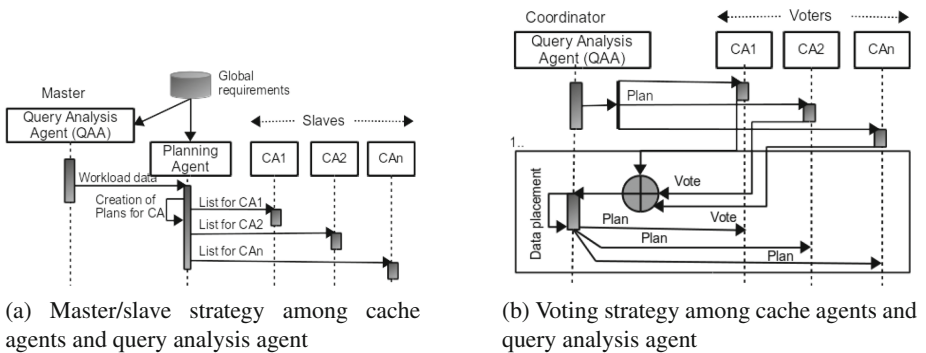 Global
requirements
Master
Query Analysis
Agent (QAA)
Slaves
Planning
Agent
CA1
CA2
CAn
Workload data
Creation of
Plans for CA
List for CA1
List for CA2
List for CAn
(a) Master/slave strategy among cache
agents and query analysis agent
Coordinator
Voters
Query Analysis
Agent (QAA)
CA1
CA2
CAn
Plan
1..
Data placement
Vote
Vote
Plan
Plan
Plan
(b) Voting strategy among cache agents and
query analysis agent